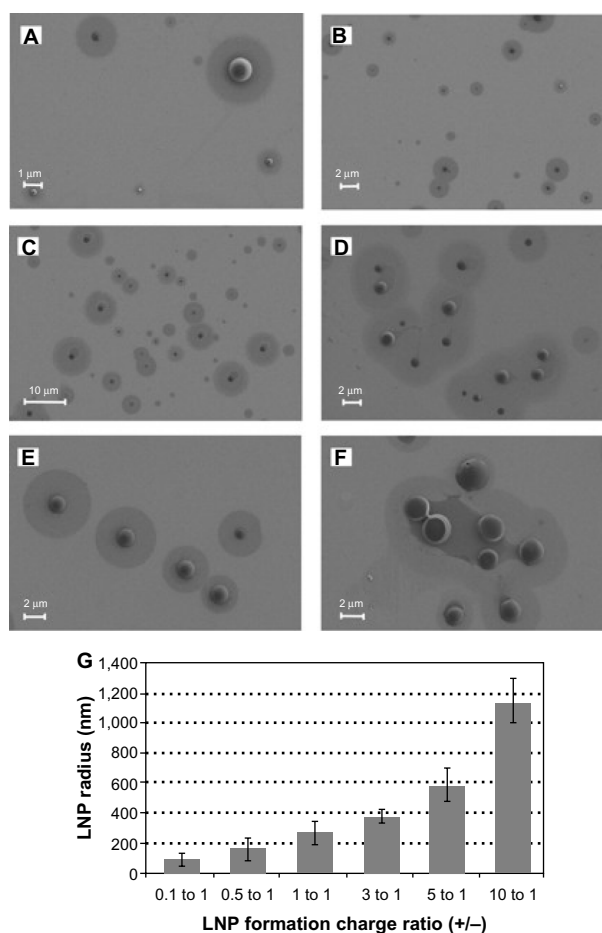 A
1 μm
B
2 μm
C
10 μm
D
2 μm
E
2 μm
F
2 μm
G
1,400
1,200
1,000
800
600
400
200
0
LNP radius (nm)
0.1 to 1 0.5 to 1 1 to 1 3 to 1 5 to 1 10 to 1
LNP formation charge ratio (+/–)